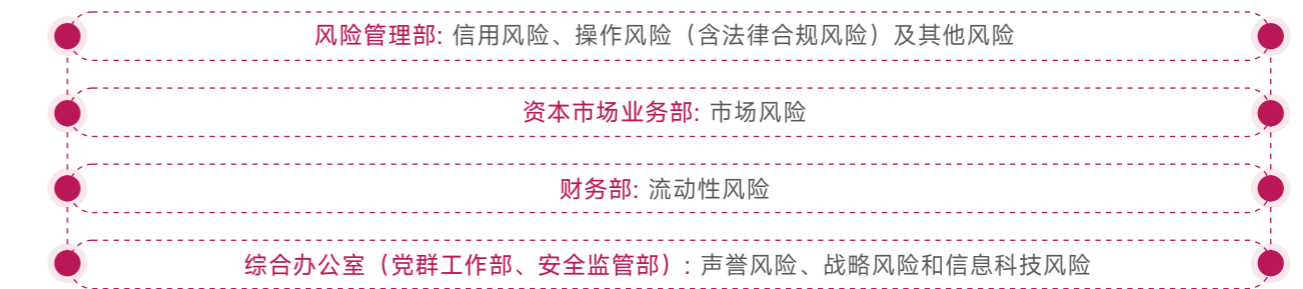 风险管理部: 信用风险、操作风险（含法律合规风险）及其他风险
资本市场业务部: 市场风险
财务部: 流动性风险
综合办公室（党群工作部、安全监管部）: 声誉风险、战略风险和信息科技风险